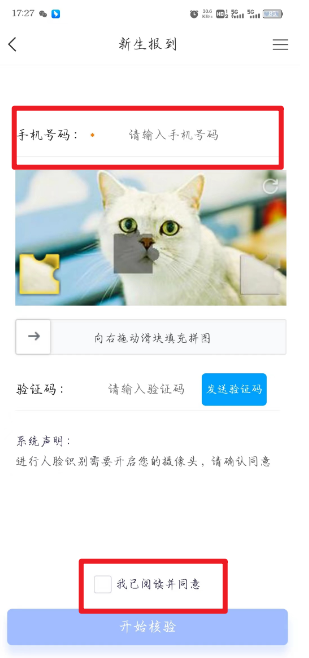 17:27
新生报到
手机号码： * 请输入手机号码
向右拖动滑块填充拼图
验证码： 请输入验证码 发送验证码
系统声明：
进行人脸识别需要开启您的摄像头，请确认同意
我已阅读并同意
开始核验